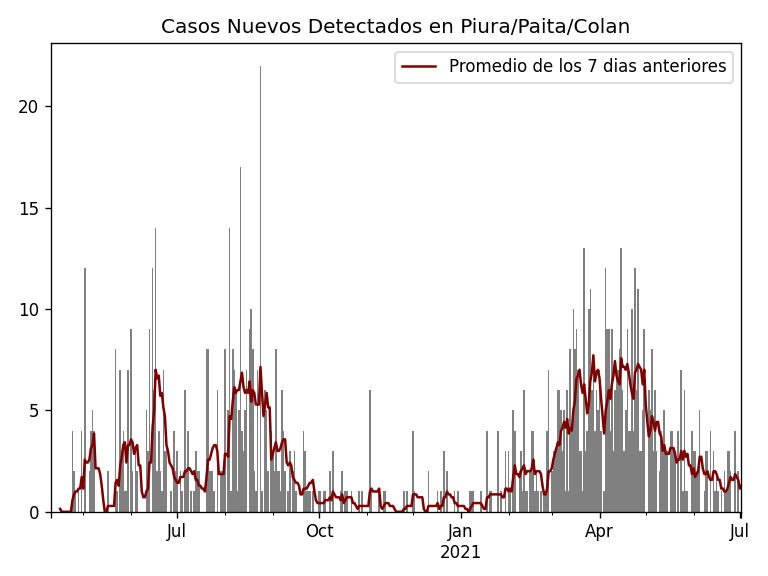 Casos Nuevos Detectados en Piura/Paita/Colan
Promedio de los 7 dias anteriores
20
15
10
5
0
Jul
Oct
Jan
2021
Apr
Jul